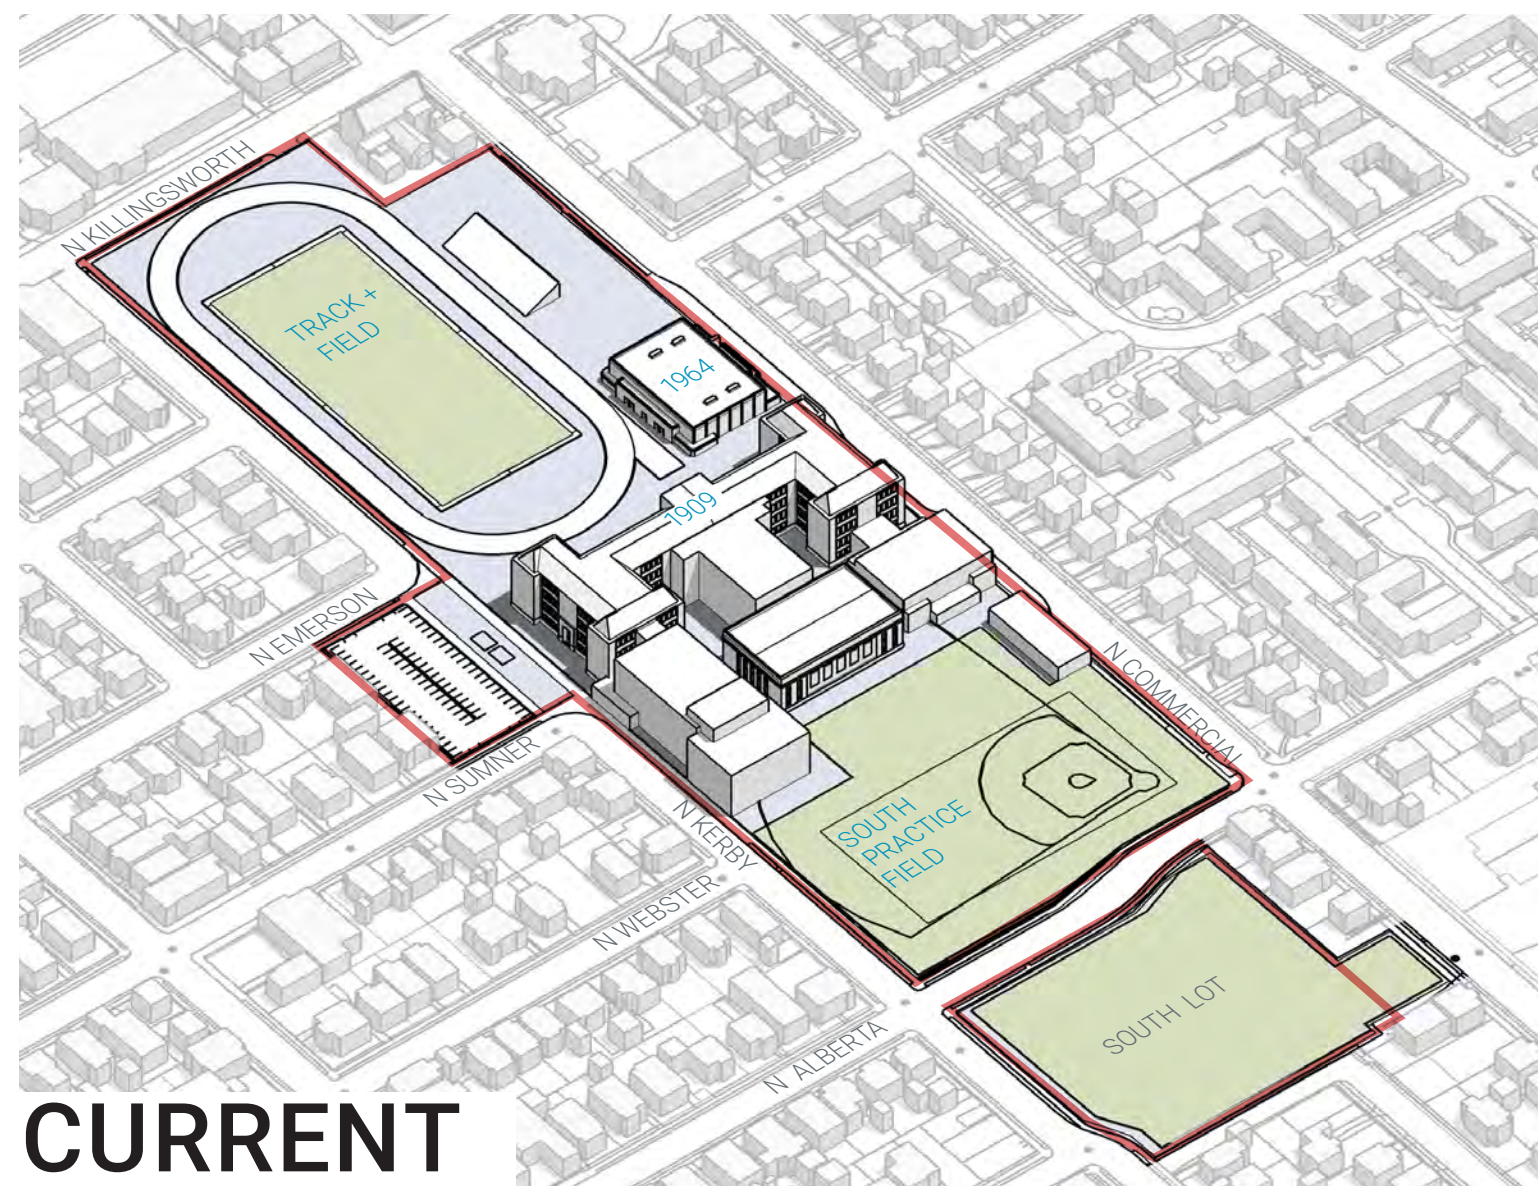 N KILLINGSWORTH
TRACK +
FIELD
1964
1909
N EMERSON
N SUMNER
N COMMERCIAL
N KERBY
SOUTH
PRACTICE
FIELD
N WEBSTER
SOUTH LOT
N ALBERTA
CURRENT